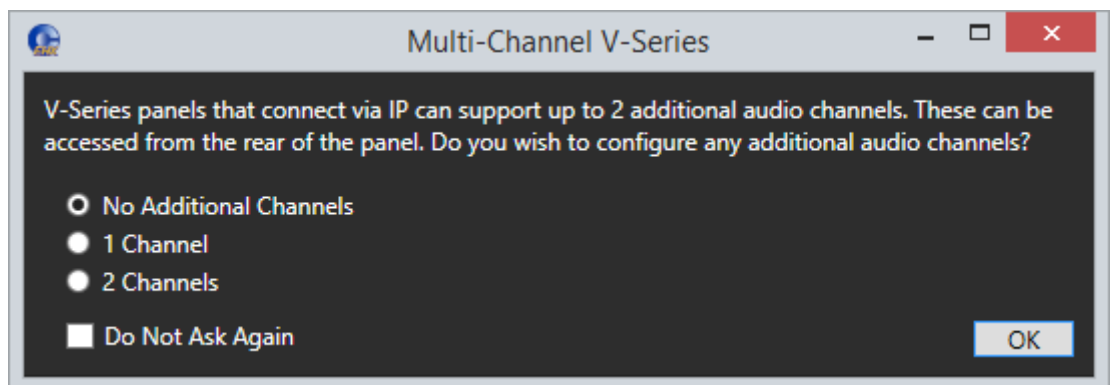 Multi-Channel V-Series
V-Series panels that connect via IP can support up to 2 additional audio channels. These can be
accessed from the rear of the panel. Do you wish to configure any additional audio channels?
No Additional Channels
1 Channel
2 Channels
Do Not Ask Again
OK